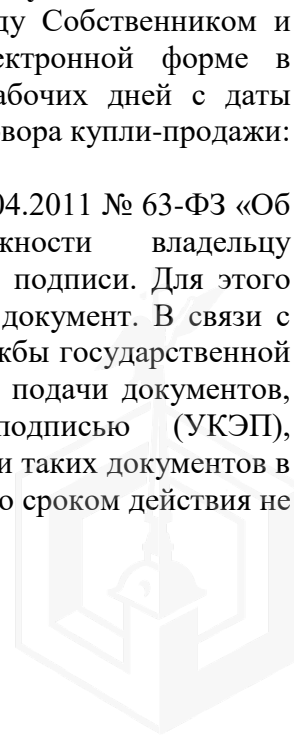 ду Собственником и
ектронной форме в
абочих дней с даты
вора купли-продажи:
04.2011 № 63-ФЗ «Об
жности владельцу
подписи. Для этого
документ. В связи с
жбы государственной
подачи документов,
подписью (УКЭП),
и таких документов в
о сроком действия не